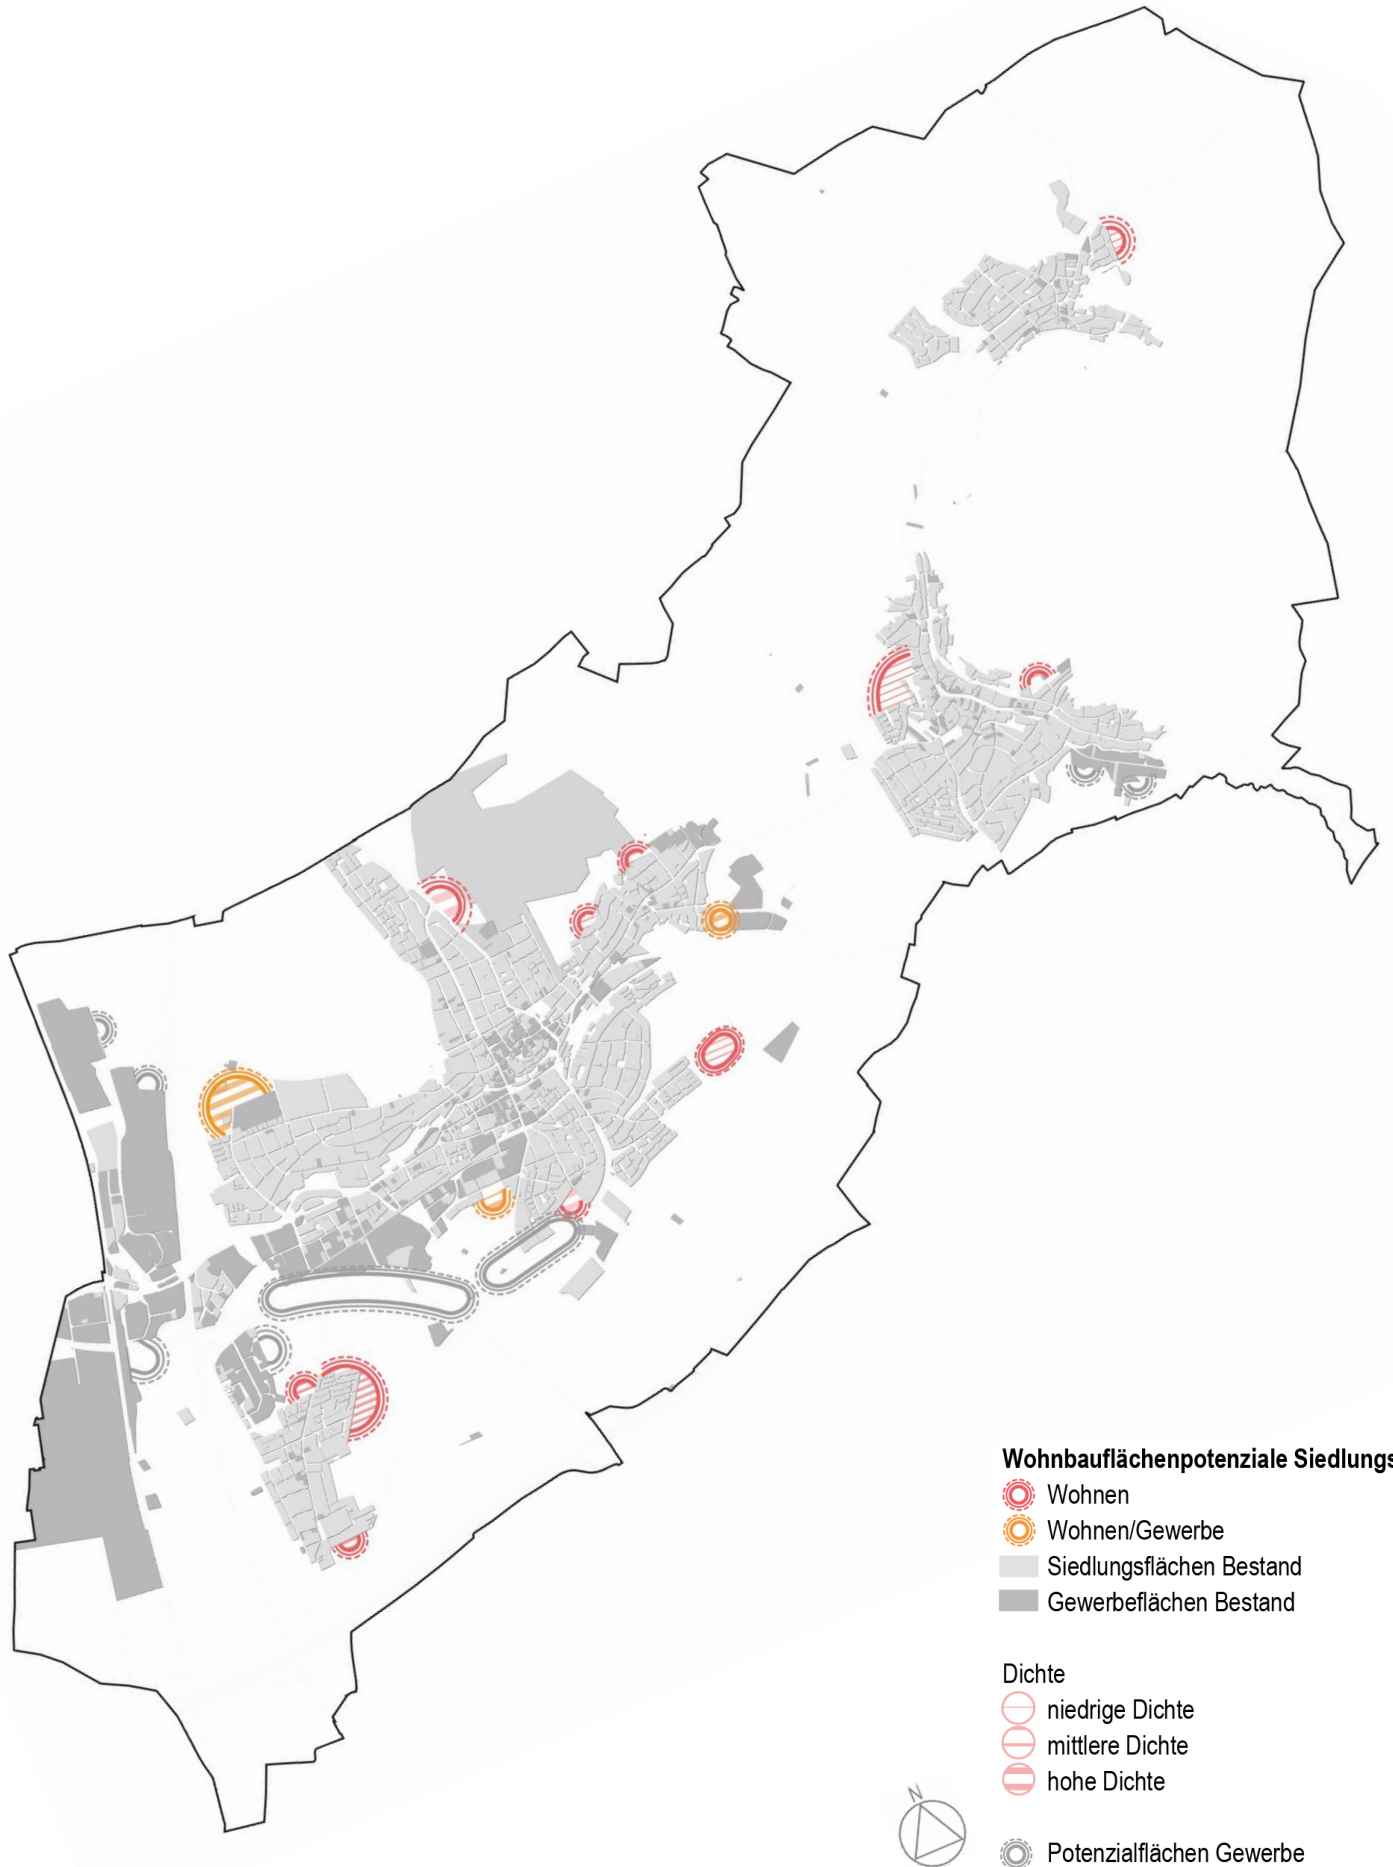 Wohnbauflächenpotenziale Siedlungs
Wohnen
Wohnen/Gewerbe
Siedlungsflächen Bestand
Gewerbeflächen Bestand
Dichte
niedrige Dichte
mittlere Dichte
hohe Dichte
N
Potenzialflächen Gewerbe